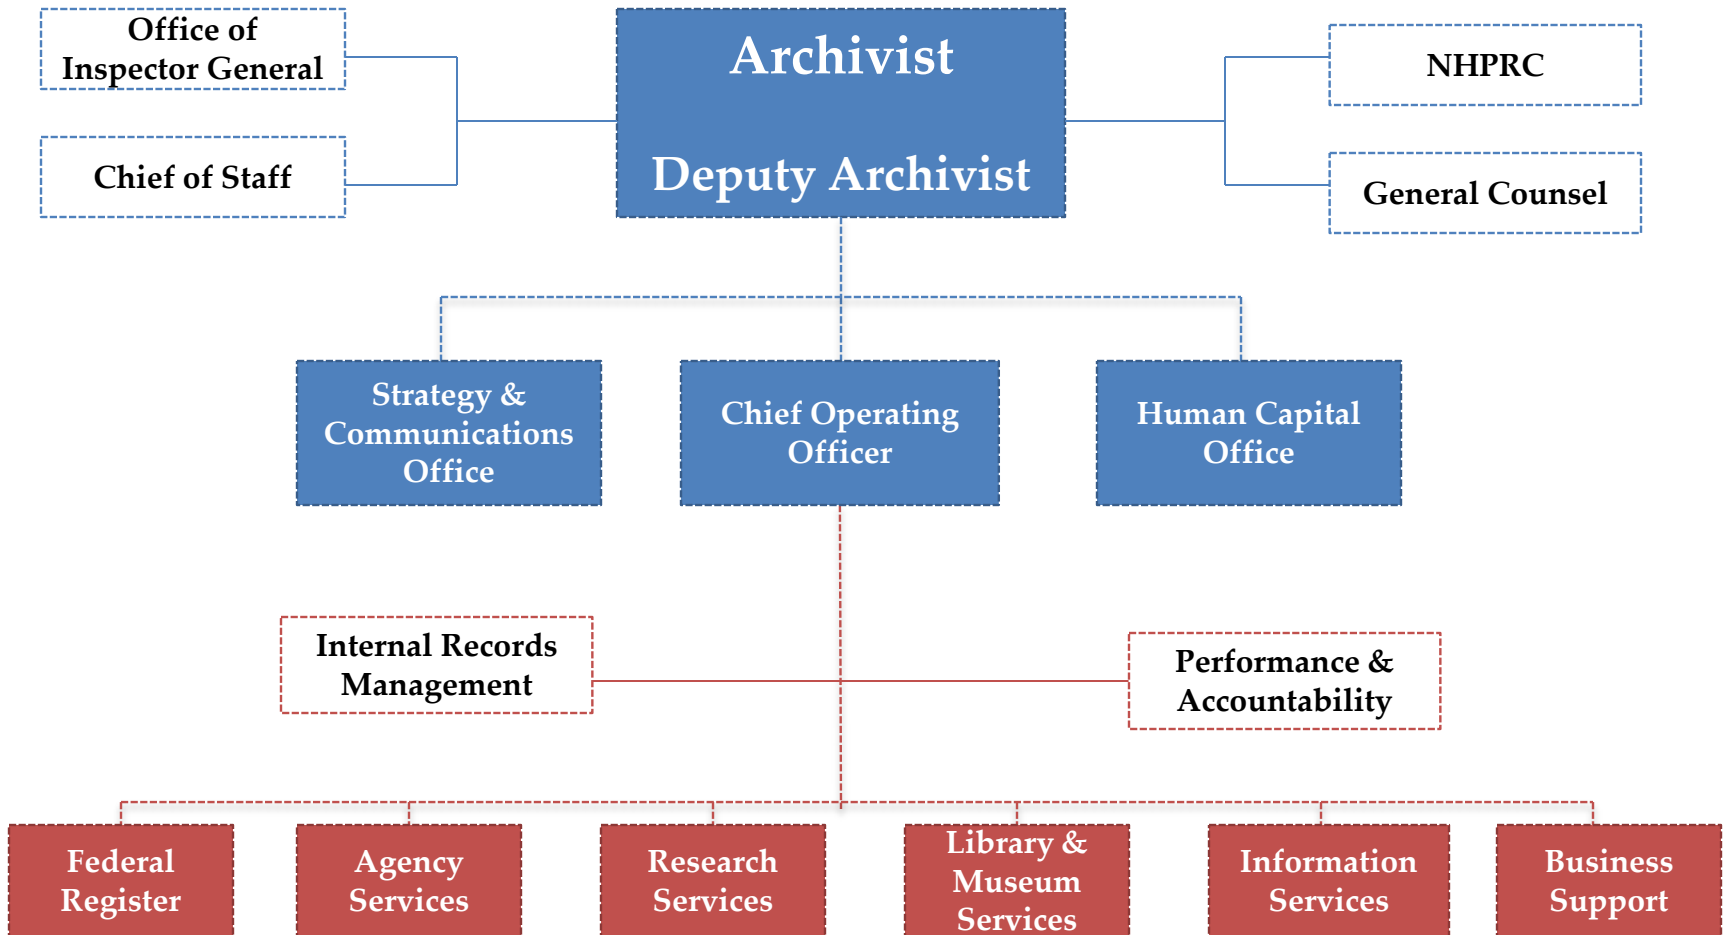 Office of
Inspector General
Archivist
NHPRC
Chief of Staff
Deputy Archivist
General Counsel
Strategy &
Communications
Office
Chief Operating
Officer
Human Capital
Office
Internal Records
Management
Performance &
Accountability
Federal
Register
Agency
Services
Research
Services
Library &
Museum
Services
Information
Services
Business
Support